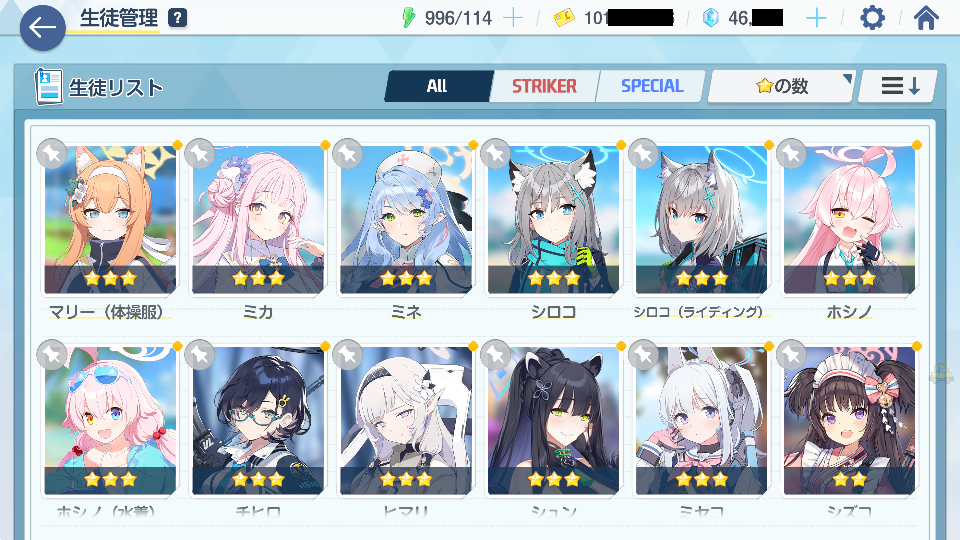 生徒管理 ?
996/114
101
46,
生徒リスト
All
STRIKER
SPECIAL
の数
マリー（体操服）
ミカ
ミネ
シロコ
シロコ（ライディング）
ホシノ
ホシノ（水着）
チヒロ
ヒマリ
シュン
ミヤコ
シズコ